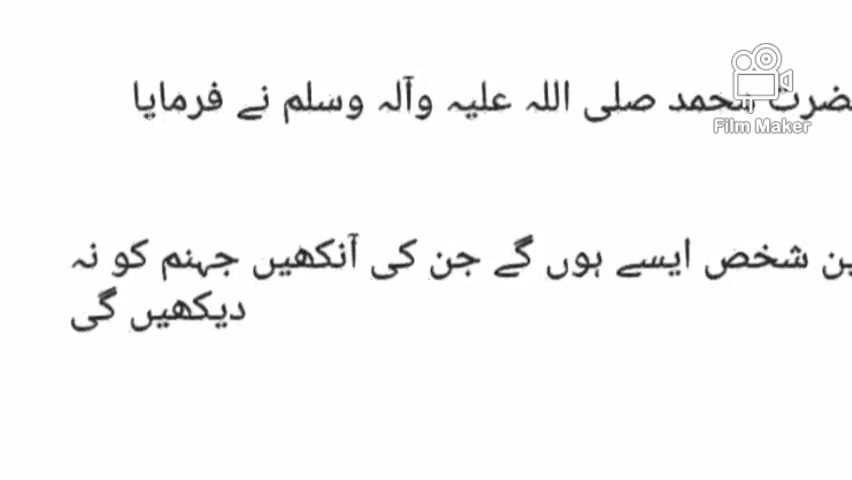 محمد صلی اللہ علیہ وآلہ وسلم نے فرمایا
Film Maker
شخص ایسے ہوں گے جن کی آنکھیں جہنم کو نہ
دیکھیں گی